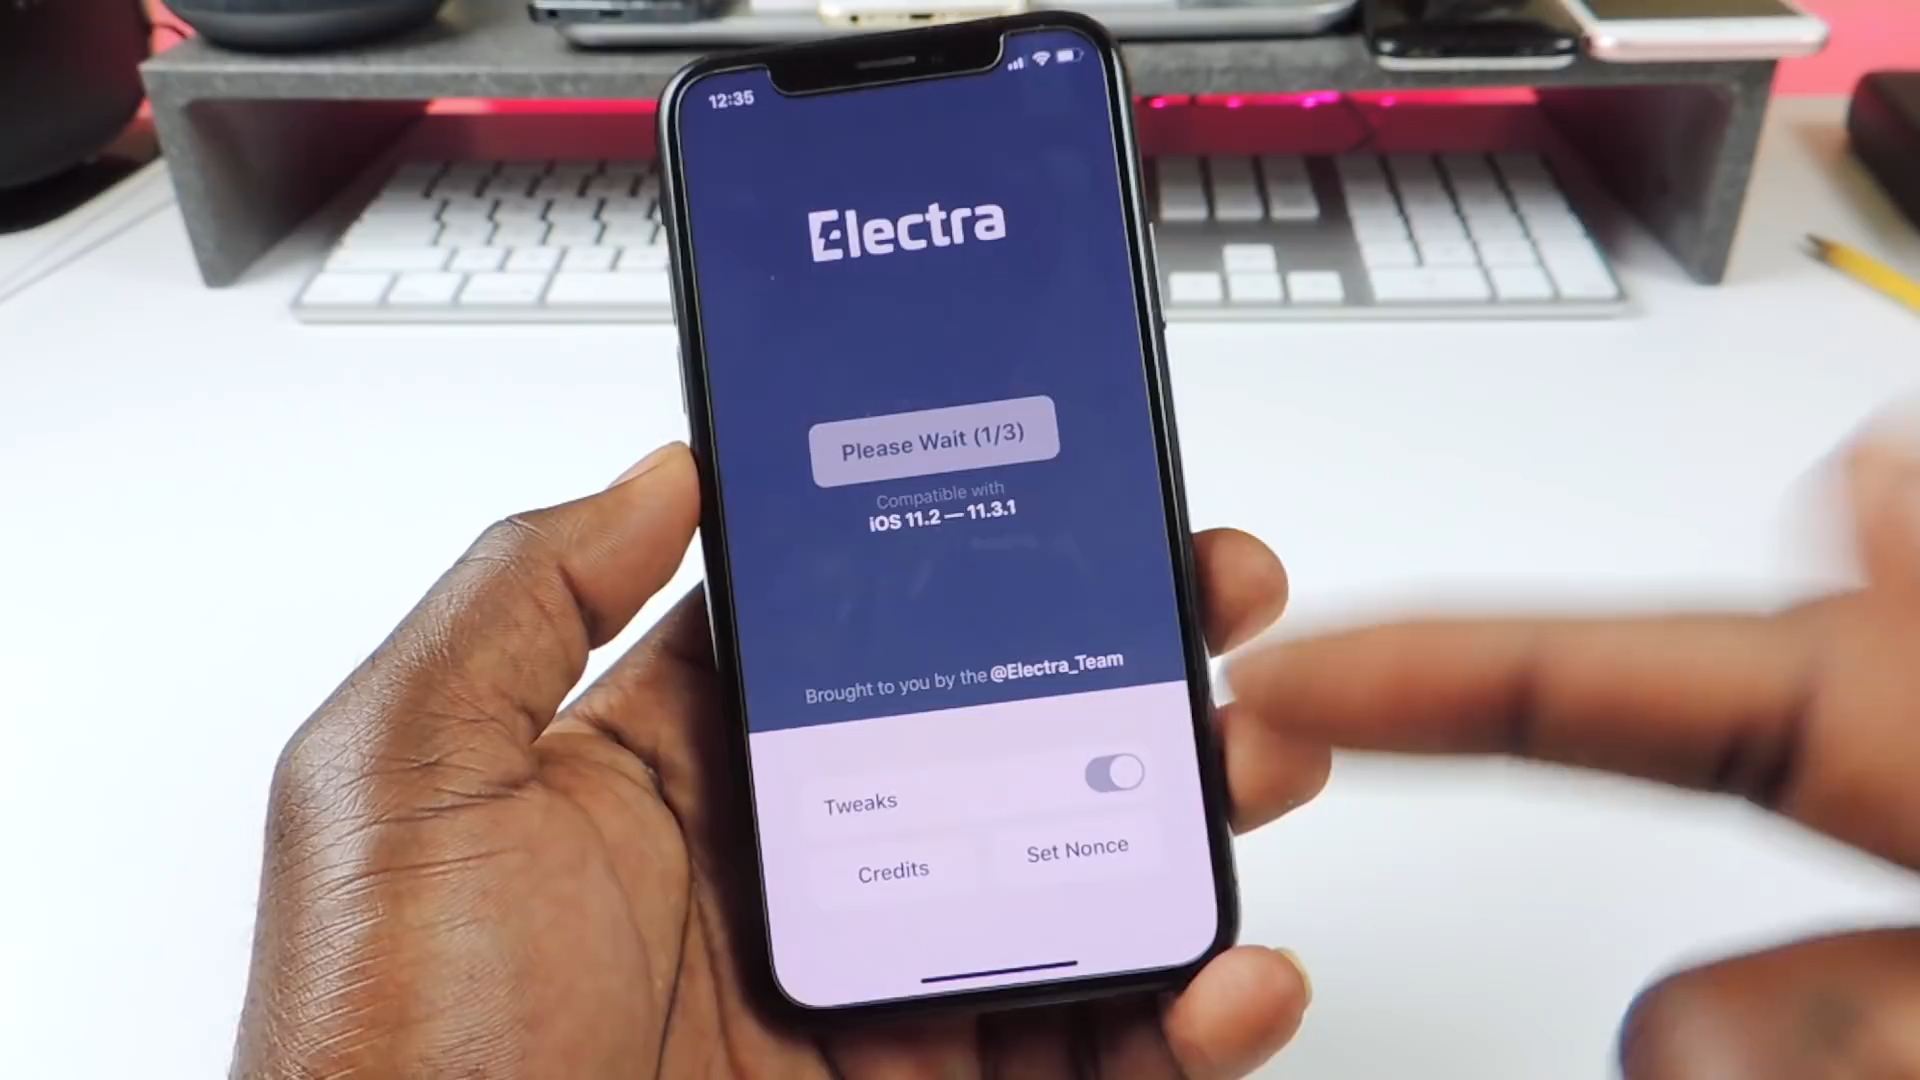 12:35
Electra
Please Wait (1/3)
Compatible with
iOS 11.2 — 11.3.1
Brought to you by the @Electra_Team
Tweaks
Credits
Set Nonce